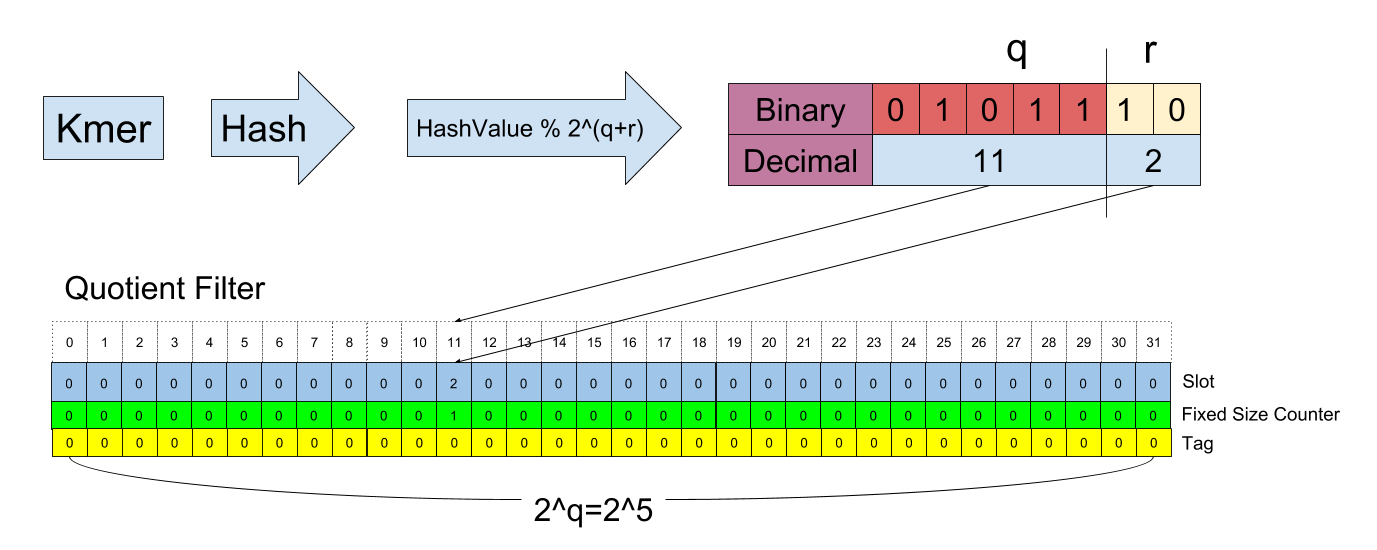 q r
Kmer Hash HashValue % 2^(q+r) Binary 0 1 0 1 1 1 0
Decimal 11 2
Quotient Filter
0 1 2 3 4 5 6 7 8 9 10 11 12 13 14 15 16 17 18 19 20 21 22 23 24 25 26 27 28 29 30 31
0 0 0 0 0 0 0 0 0 0 0 2 0 0 0 0 0 0 0 0 0 0 0 0 0 0 0 0 0 0 0 0 Slot
0 0 0 0 0 0 0 0 0 0 0 1 0 0 0 0 0 0 0 0 0 0 0 0 0 0 0 0 0 0 0 0 Fixed Size Counter
0 0 0 0 0 0 0 0 0 0 0 0 0 0 0 0 0 0 0 0 0 0 0 0 0 0 0 0 0 0 0 0 Tag
2^q=2^5